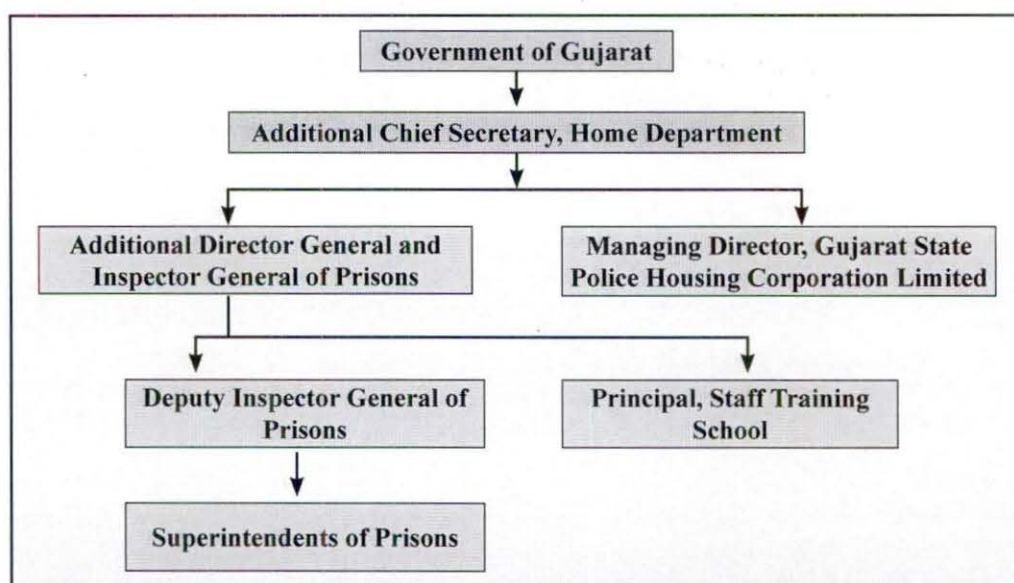 Government of Gujarat
Additional Chief Secretary, Home Department
Additional Director General and
Inspector General of Prisons
Managing Director, Gujarat State
Police Housing Corporation Limited
Deputy Inspector General of
Prisons
Principal, Staff Training
School
Superintendents of Prisons